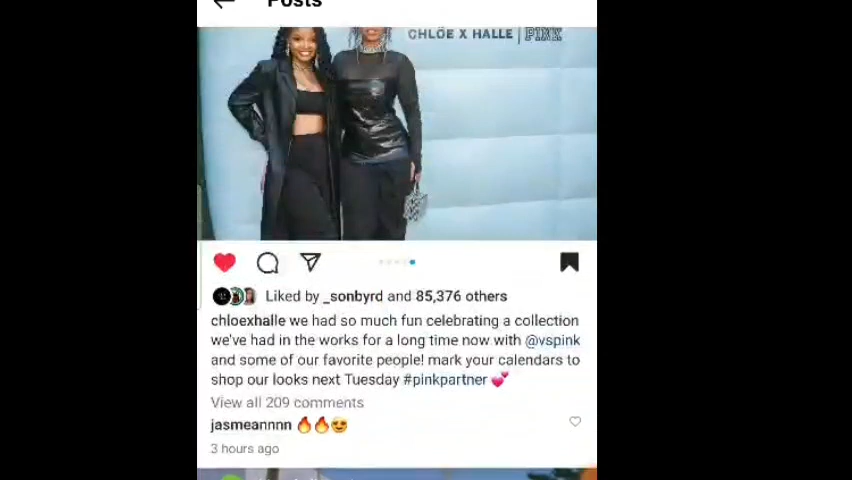 Posts
CHLÖE X HALLE | PINK
Liked by _sonbyrd and 85,376 others
chloexhalle we had so much fun celebrating a collection
we've had in the works for a long time now with @vspink
and some of our favorite people! mark your calendars to
shop our looks next Tuesday #pinkpartner 💕
View all 209 comments
jasmeannnn 🔥🔥😍
3 hours ago